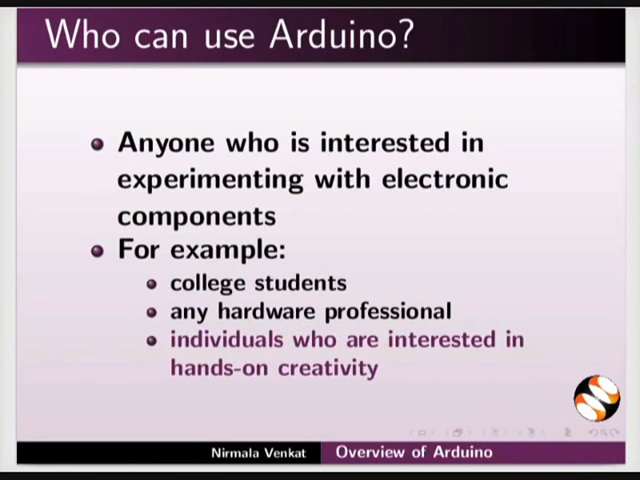 Who can use Arduino?
Anyone who is interested in
experimenting with electronic
components
For example:
college students
any hardware professional
individuals who are interested in
hands-on creativity
Nirmala Venkat
Overview of Arduino